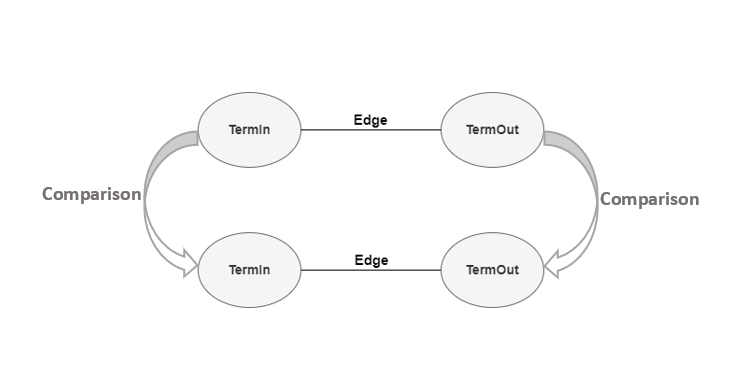 Edge
TermIn
TermOut
Comparison
Comparison
Edge
TermIn
TermOut